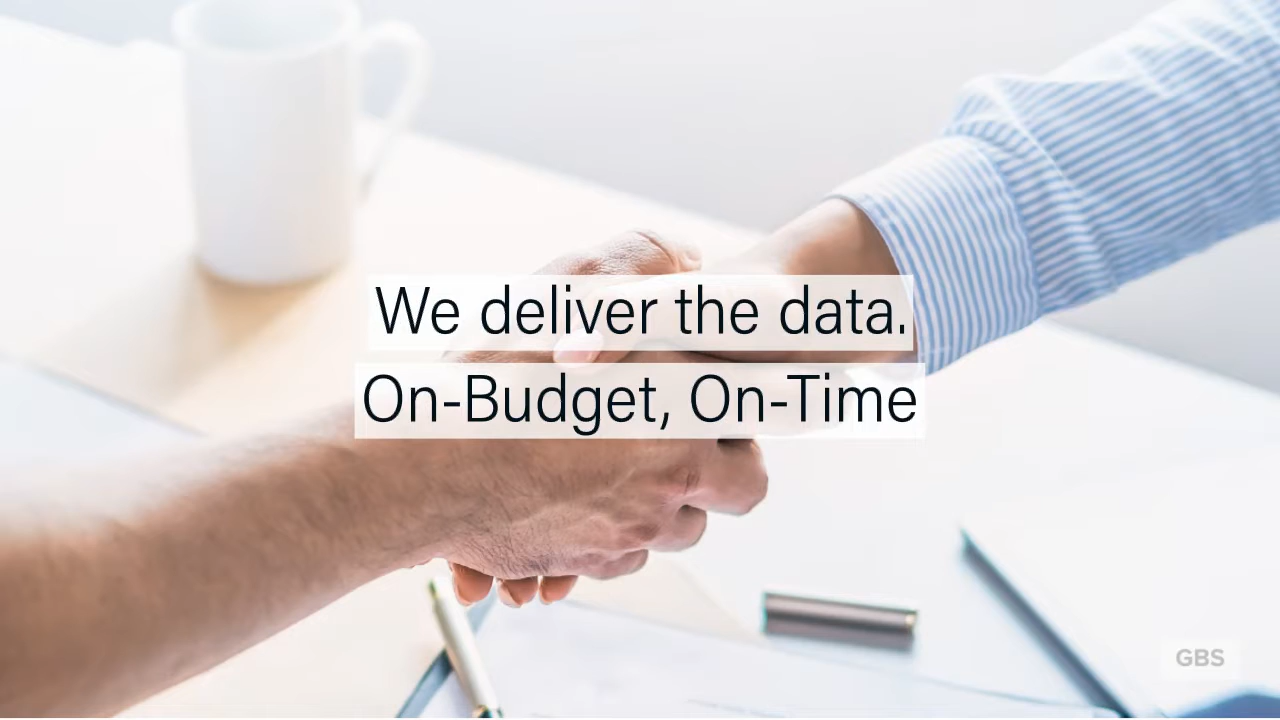 We deliver the data.
On-Budget, On-Time
GBS